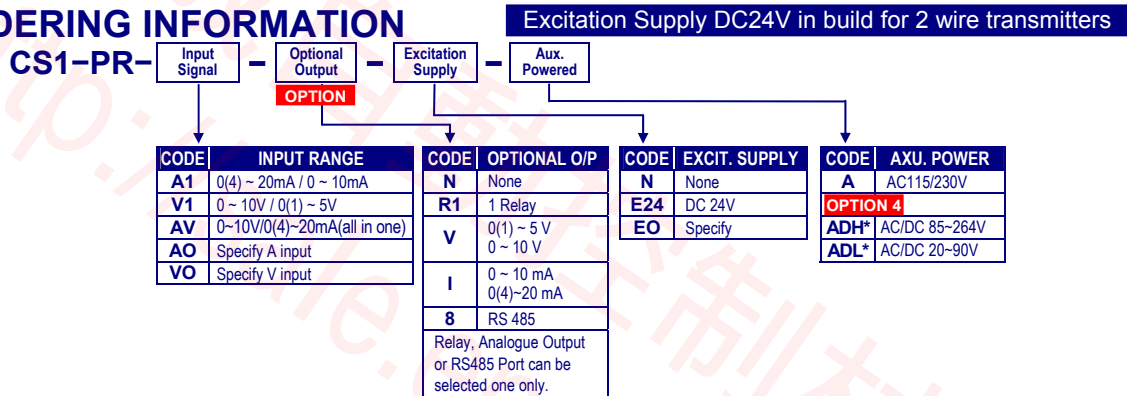 DERING INFORMATION
Excitation Supply DC24V in build for 2 wire transmitters
CS1−PR− Input Signal − Optional Output − Excitation Supply − Aux. Powered
OPTION
CODE INPUT RANGE
A1 0(4) ~ 20mA / 0 ~ 10mA
V1 0 ~ 10V / 0(1) ~ 5V
AV 0~10V/0(4)~20mA(all in one)
AO Specify A input
VO Specify V input
CODE OPTIONAL O/P
N None
R1 1 Relay
V 0(1) ~ 5 V
0 ~ 10 V
I 0 ~ 10 mA
0(4)~20 mA
8 RS 485
Relay, Analogue Output
or RS485 Port can be
selected one only.
CODE EXCIT. SUPPLY
N None
E24 DC 24V
EO Specify
CODE AXU. POWER
A AC115/230V
OPTION 4
ADH* AC/DC 85~264V
ADL* AC/DC 20~90V